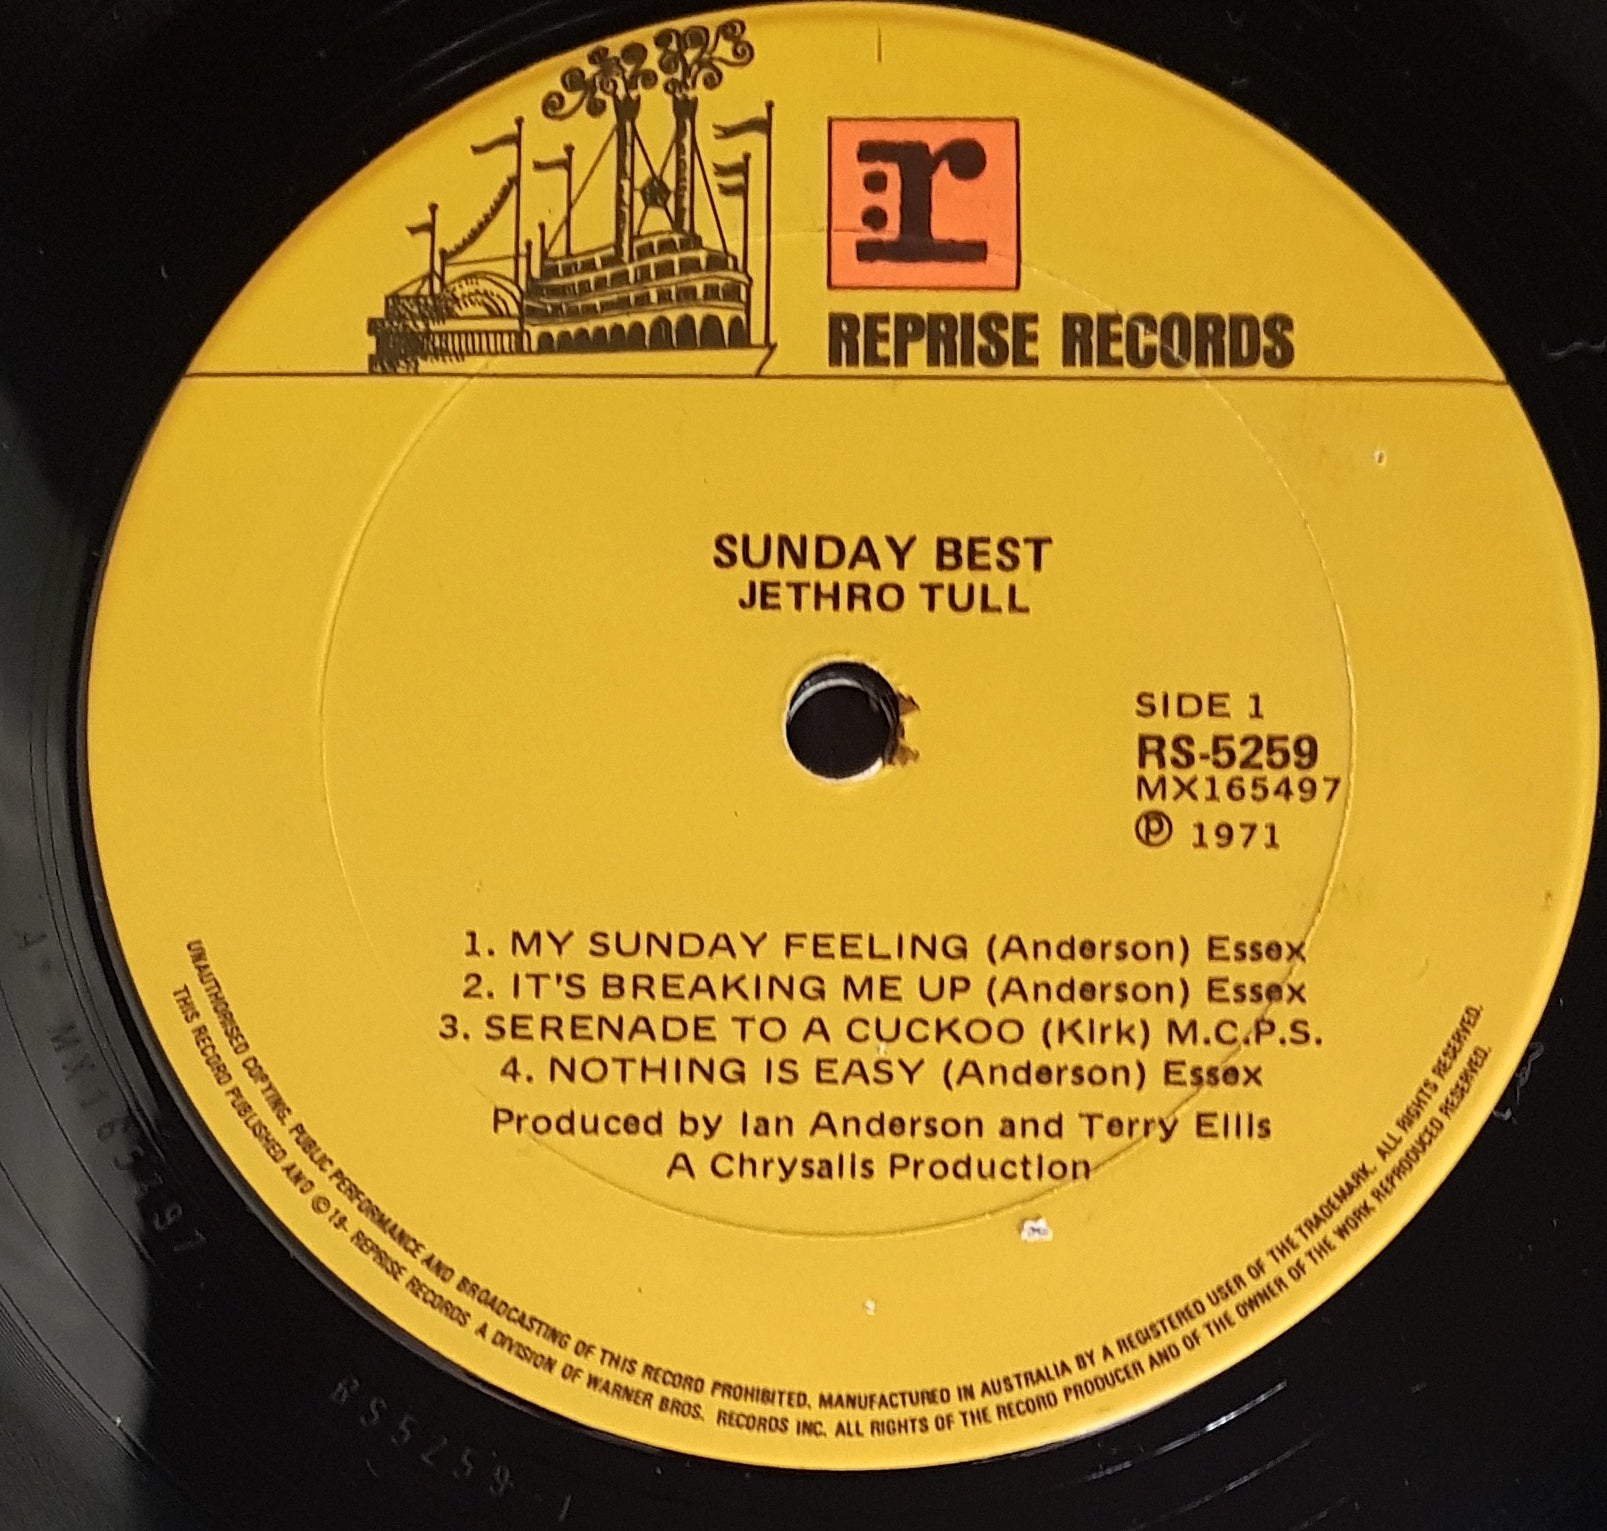 r
REPRISE RECORDS
SUNDAY BEST
JETHRO TULL
SIDE 1
RS-5259
MX165497
℗ 1971
1. MY SUNDAY FEELING (Anderson) Essex
2. IT'S BREAKING ME UP (Anderson) Essex
3. SERENADE TO A CUCKOO (Kirk) M.C.P.S.
4. NOTHING IS EASY (Anderson) Essex
Produced by Ian Anderson and Terry Ellis
A Chrysalis Production
UNAUTHORISED COPYING, PUBLIC PERFORMANCE AND BROADCASTING OF THIS RECORD PROHIBITED. MANUFACTURED IN AUSTRALIA BY A REGISTERED USER OF THE TRADEMARK. ALL RIGHTS RESERVED.
THIS RECORD PUBLISHED AND © 19- REPRISE RECORDS A DIVISION OF WARNER BROS. RECORDS INC. ALL RIGHTS OF THE RECORD PRODUCER AND OF THE OWNER OF THE WORK REPRODUCED RESERVED.
MX165497
RS5259-1